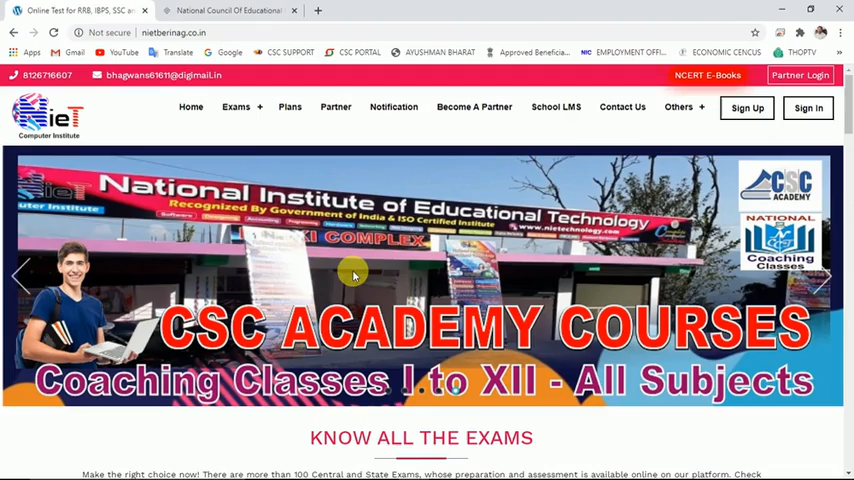 Online Test for RRB, IBPS, SSC an
National Council Of Educational
Not secure | nietberinag.co.in
Apps Gmail YouTube Translate Google CSC SUPPORT CSC PORTAL AYUSHMAN BHARAT Approved Beneficia... NIC EMPLOYMENT OFFI... ECONOMIC CENCUS THOPTV
8126716607 bhagwans61611@digimail.in NCERT E-Books Partner Login
NieT
Computer Institute
Home Exams + Plans Partner Notification Become A Partner School LMS Contact Us Others + Sign Up Sign In
National Institute of Educational Technology
Recognized By Government of India & ISO Certified Institute
www.nietechnology.com
COMPLEX
CSC
ACADEMY
NATIONAL
Coaching
Classes
CSC ACADEMY COURSES
Coaching Classes I to XII - All Subjects
KNOW ALL THE EXAMS
Make the right choice now! There are more than 100 Central and State Exams, whose preparation and assessment is available online on our platform. Check